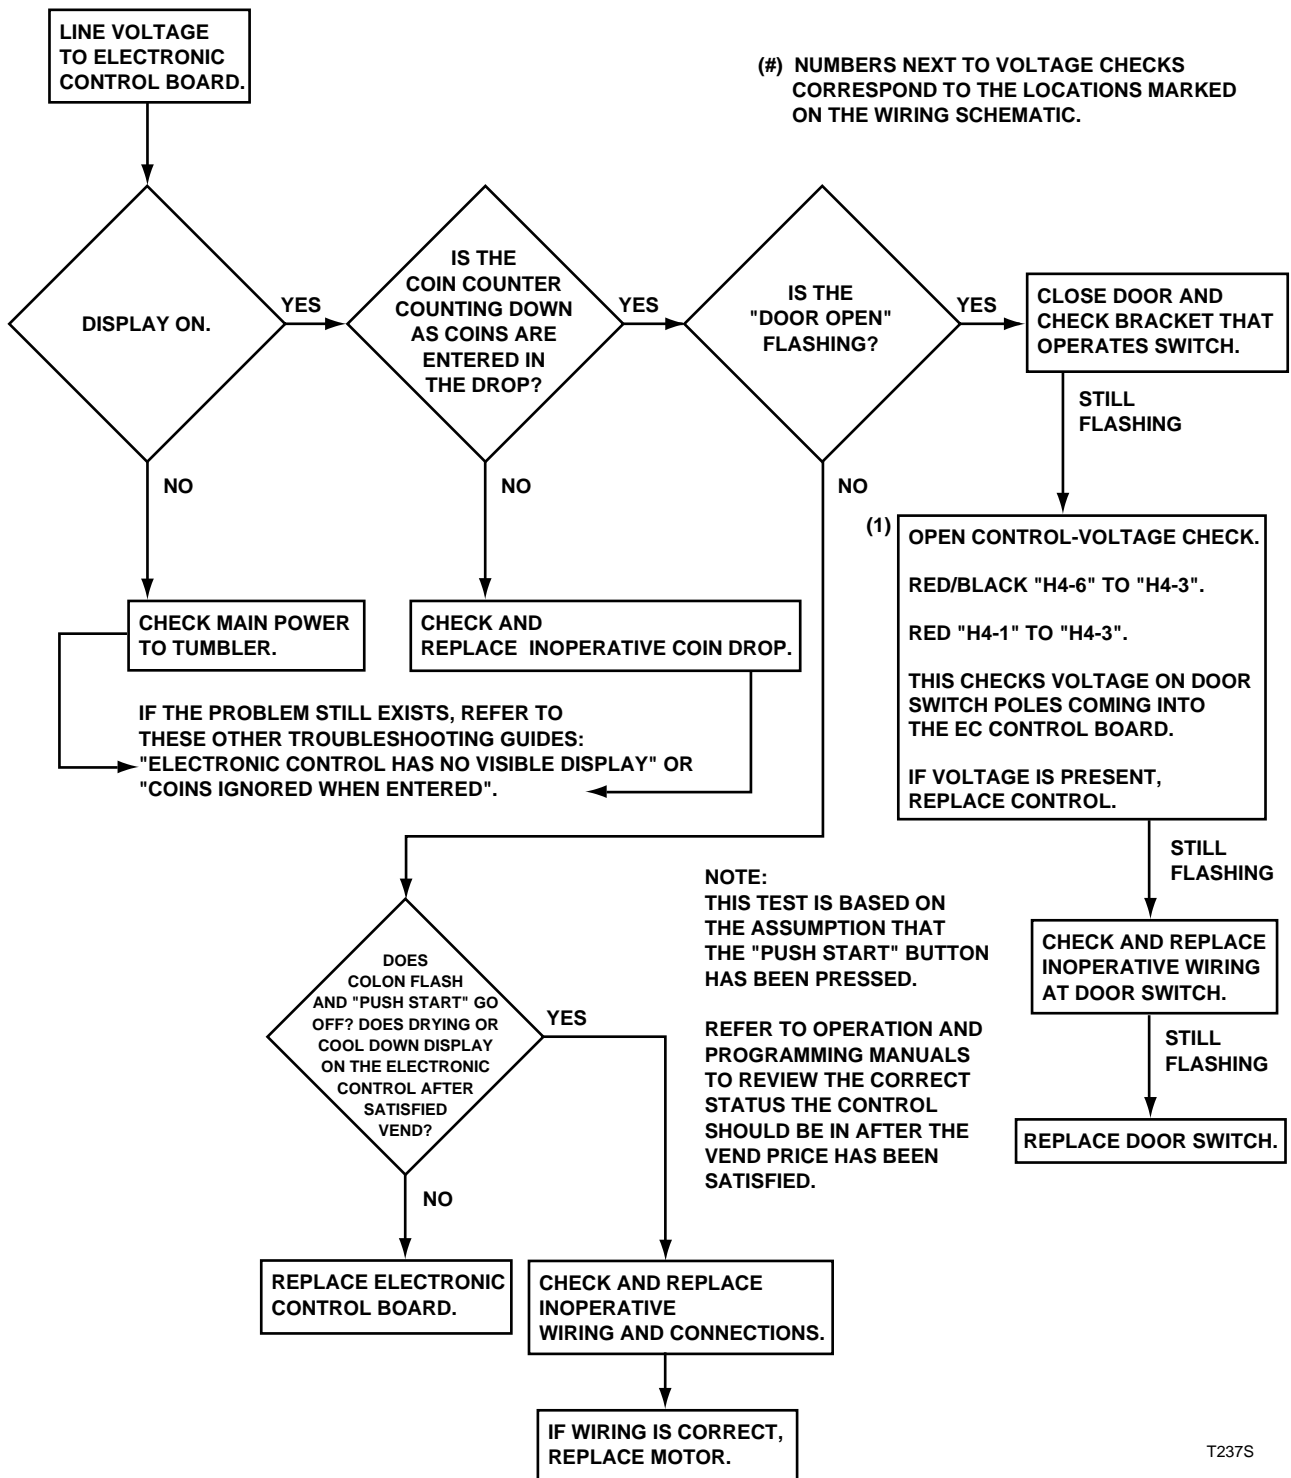 LINE VOLTAGE
TO ELECTRONIC
CONTROL BOARD.
(#) NUMBERS NEXT TO VOLTAGE CHECKS
CORRESPOND TO THE LOCATIONS MARKED
ON THE WIRING SCHEMATIC.
DISPLAY ON.
YES
IS THE
COIN COUNTER
COUNTING DOWN
AS COINS ARE
ENTERED IN
THE DROP?
YES
IS THE
"DOOR OPEN"
FLASHING?
YES
CLOSE DOOR AND
CHECK BRACKET THAT
OPERATES SWITCH.
STILL
FLASHING
NO
NO
NO
(1)
OPEN CONTROL-VOLTAGE CHECK.
RED/BLACK "H4-6" TO "H4-3".
RED "H4-1" TO "H4-3".
THIS CHECKS VOLTAGE ON DOOR
SWITCH POLES COMING INTO
THE EC CONTROL BOARD.
IF VOLTAGE IS PRESENT,
REPLACE CONTROL.
CHECK MAIN POWER
TO TUMBLER.
CHECK AND
REPLACE INOPERATIVE COIN DROP.
IF THE PROBLEM STILL EXISTS, REFER TO
THESE OTHER TROUBLESHOOTING GUIDES:
"ELECTRONIC CONTROL HAS NO VISIBLE DISPLAY" OR
"COINS IGNORED WHEN ENTERED".
STILL
FLASHING
NOTE:
THIS TEST IS BASED ON
THE ASSUMPTION THAT
THE "PUSH START" BUTTON
HAS BEEN PRESSED.
REFER TO OPERATION AND
PROGRAMMING MANUALS
TO REVIEW THE CORRECT
STATUS THE CONTROL
SHOULD BE IN AFTER THE
VEND PRICE HAS BEEN
SATISFIED.
CHECK AND REPLACE
INOPERATIVE WIRING
AT DOOR SWITCH.
STILL
FLASHING
REPLACE DOOR SWITCH.
DOES
COLON FLASH
AND "PUSH START" GO
OFF? DOES DRYING OR
COOL DOWN DISPLAY
ON THE ELECTRONIC
CONTROL AFTER
SATISFIED
VEND?
YES
NO
REPLACE ELECTRONIC
CONTROL BOARD.
CHECK AND REPLACE
INOPERATIVE
WIRING AND CONNECTIONS.
IF WIRING IS CORRECT,
REPLACE MOTOR.
T237S